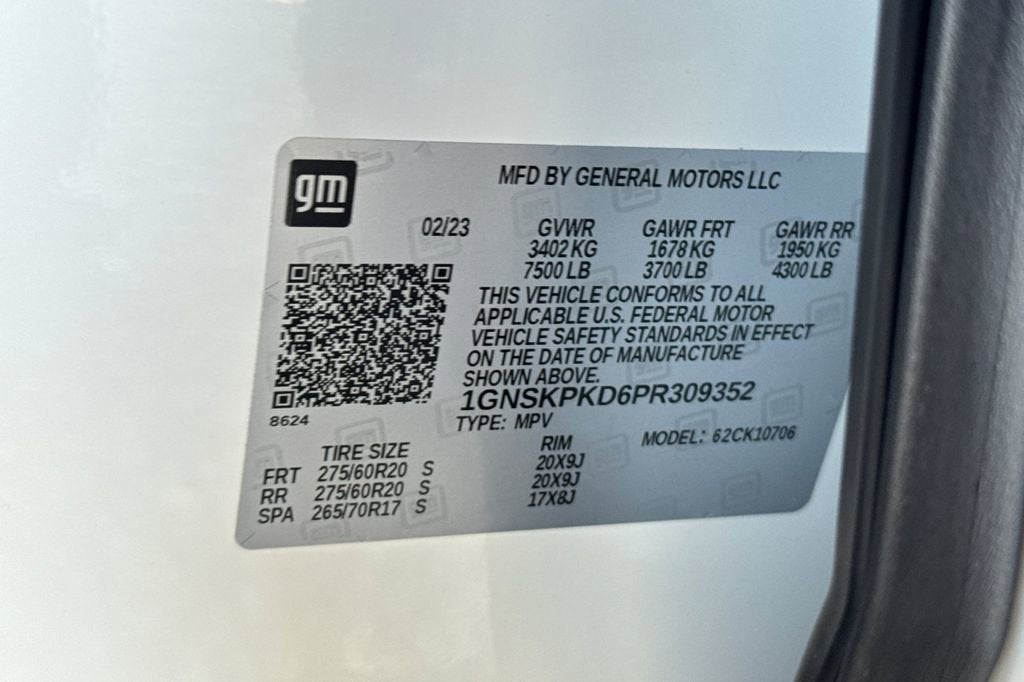 gm
MFD BY GENERAL MOTORS LLC
02/23 GVWR GAWR FRT GAWR RR
3402 KG 1678 KG 1950 KG
7500 LB 3700 LB 4300 LB
THIS VEHICLE CONFORMS TO ALL
APPLICABLE U.S. FEDERAL MOTOR
VEHICLE SAFETY STANDARDS IN EFFECT
ON THE DATE OF MANUFACTURE
SHOWN ABOVE.
1GNSKPKD6PR309352
8624
TYPE: MPV MODEL: 62CK10706
TIRE SIZE RIM
FRT 275/60R20 S 20X9J
RR 275/60R20 S 20X9J
SPA 265/70R17 S 17X8J